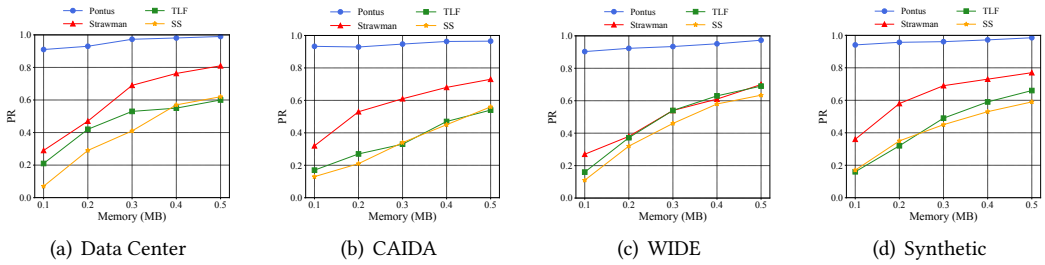 Pontus TLF
Strawman SS
1.0
0.8
0.6
0.4
0.2
0.0
PR
0.1 0.2 0.3 0.4 0.5
Memory (MB)
(a) Data Center
Pontus TLF
Strawman SS
1.0
0.8
0.6
0.4
0.2
0.0
PR
0.1 0.2 0.3 0.4 0.5
Memory (MB)
(b) CAIDA
Pontus TLF
Strawman SS
1.0
0.8
0.6
0.4
0.2
0.0
PR
0.1 0.2 0.3 0.4 0.5
Memory (MB)
(c) WIDE
Pontus TLF
Strawman SS
1.0
0.8
0.6
0.4
0.2
0.0
PR
0.1 0.2 0.3 0.4 0.5
Memory (MB)
(d) Synthetic